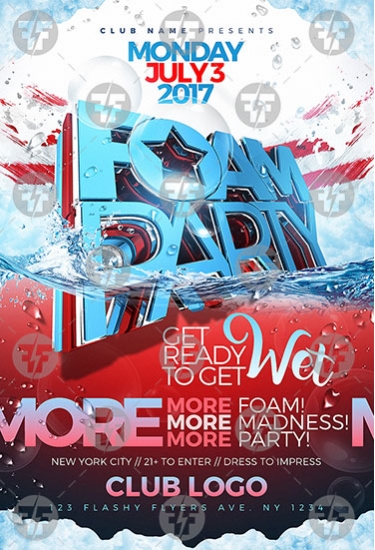 CLUB NAME PRESENTS
MONDAY
JULY 3
2017
FOAM
PARTY
GET
READY
TO GET
Wet
MORE
MORE FOAM!
MORE MADNESS!
MORE PARTY!
NEW YORK CITY // 21+ TO ENTER // DRESS TO IMPRESS
CLUB LOGO
123 FLASHY FLYERS AVE. NY 1234